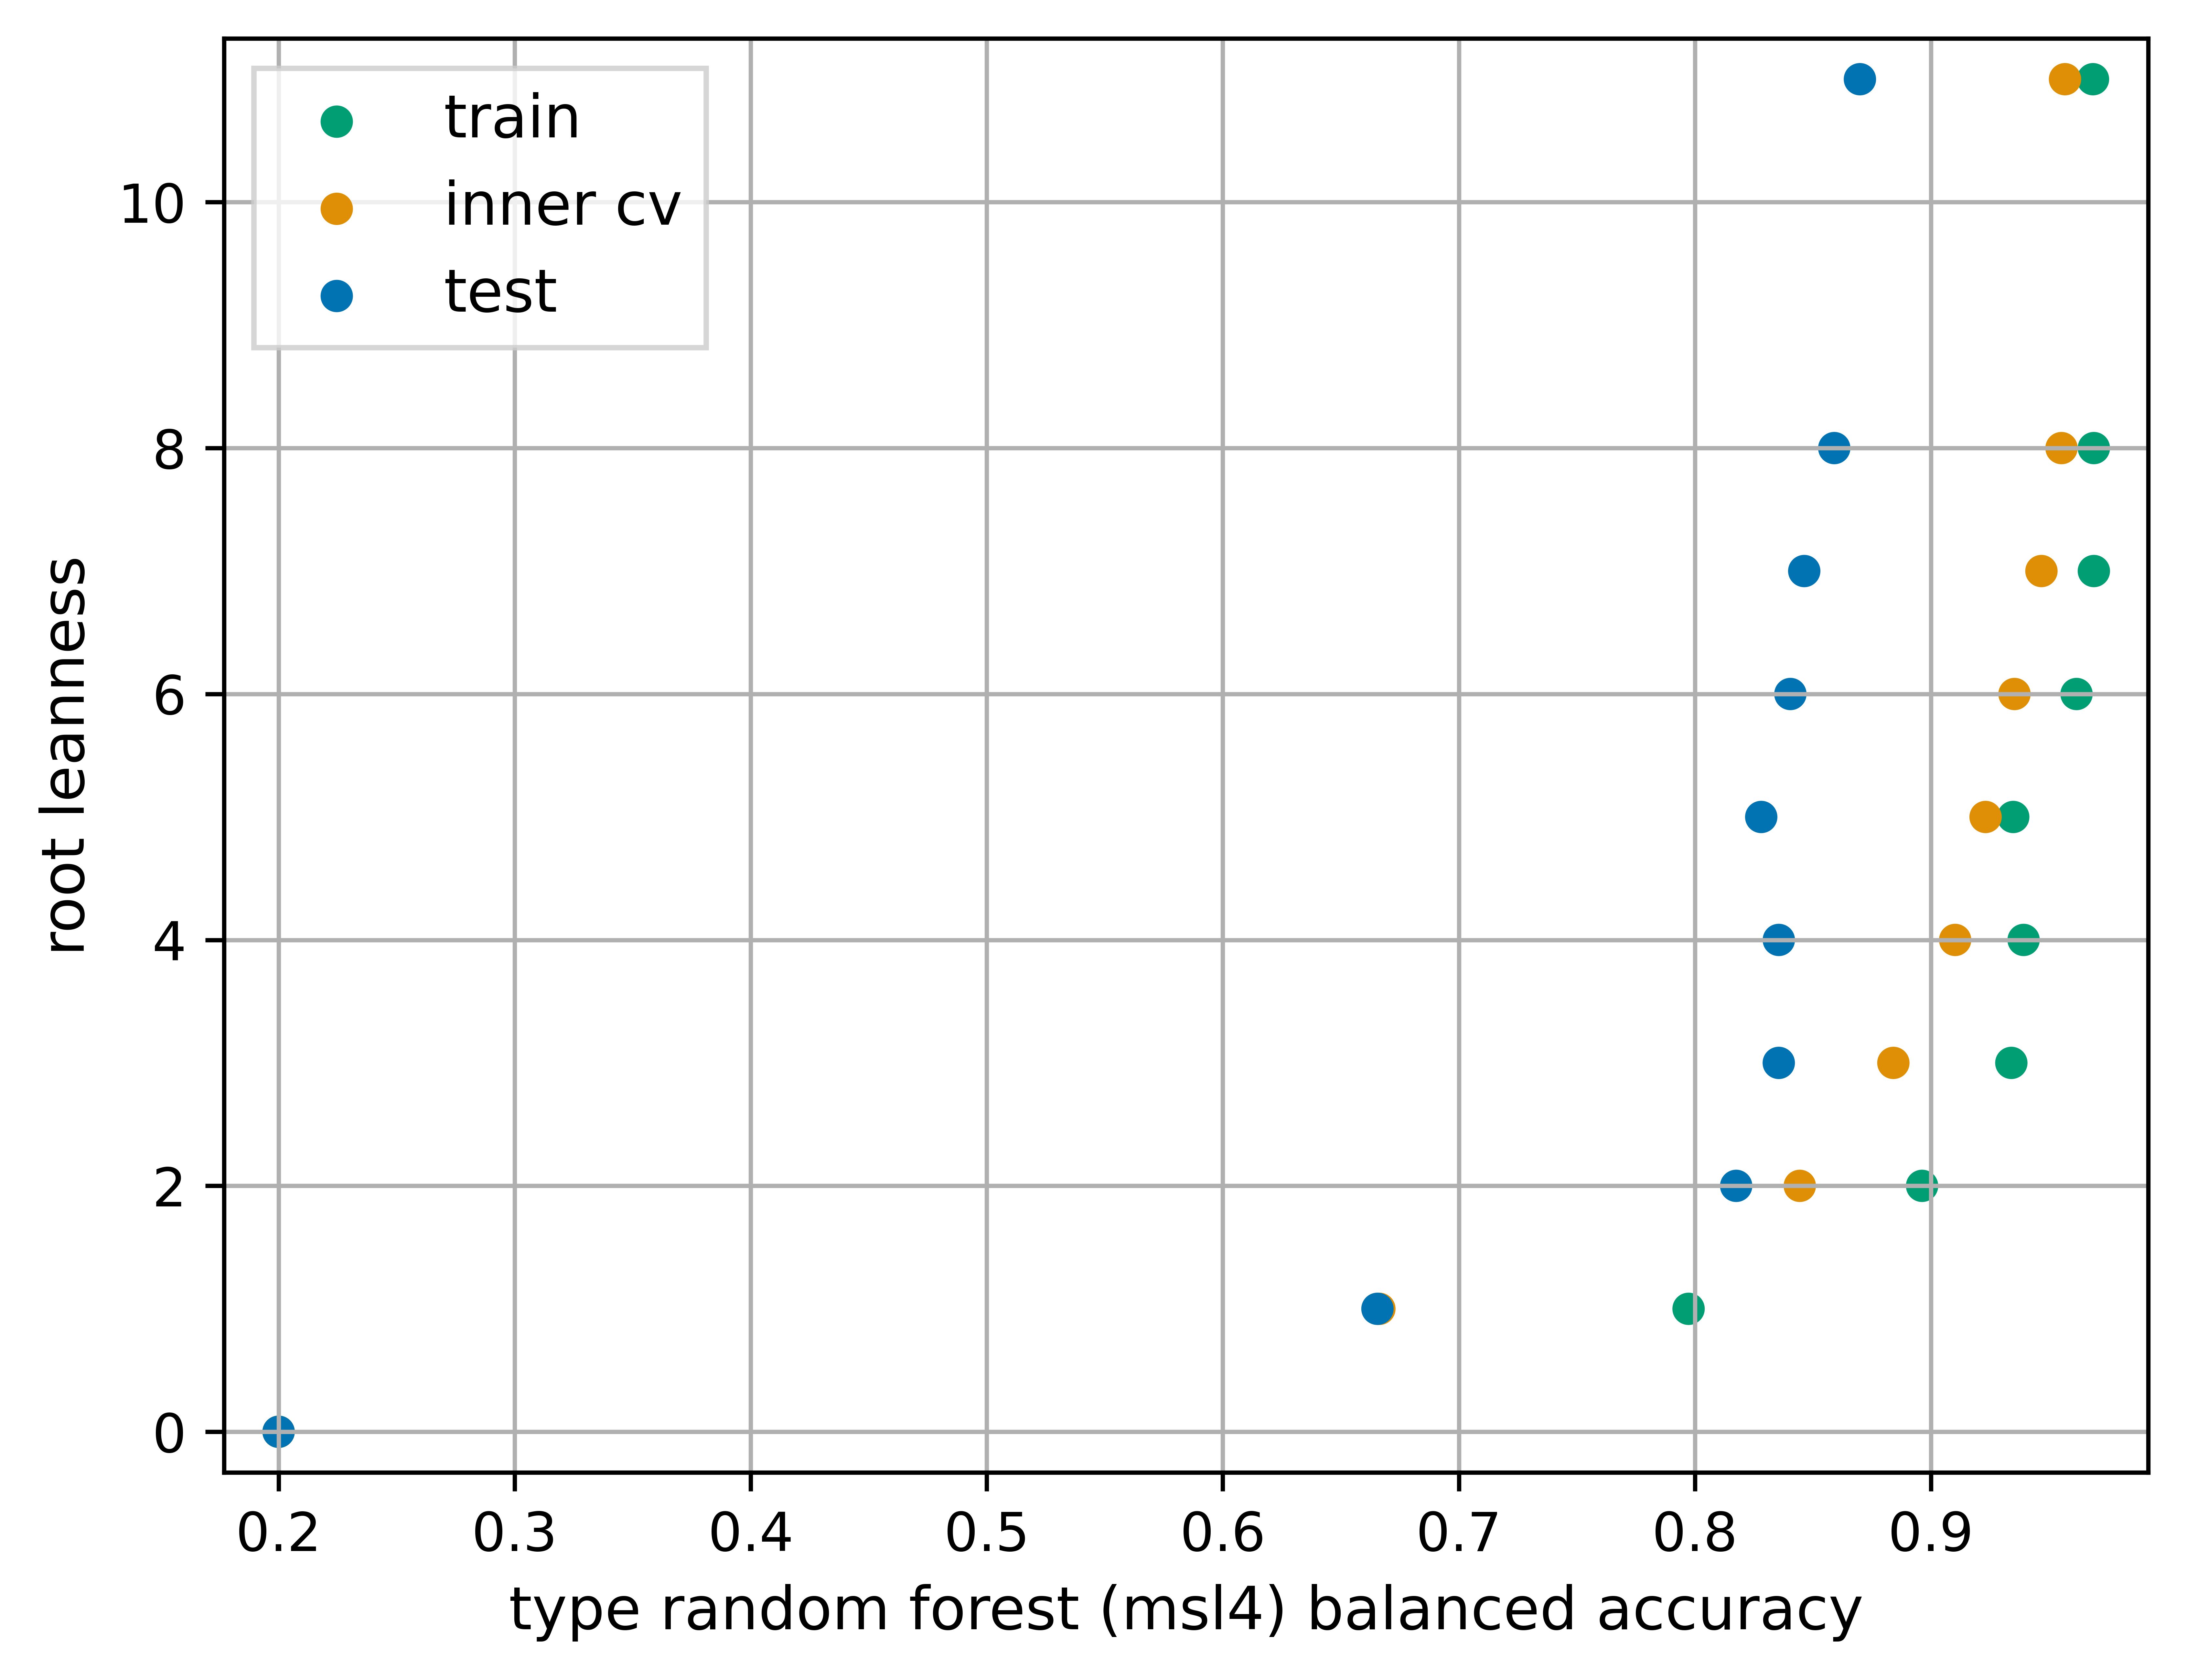 train
inner cv
test
10
8
6
4
2
0
root leanness
0.2 0.3 0.4 0.5 0.6 0.7 0.8 0.9
type random forest (msl4) balanced accuracy